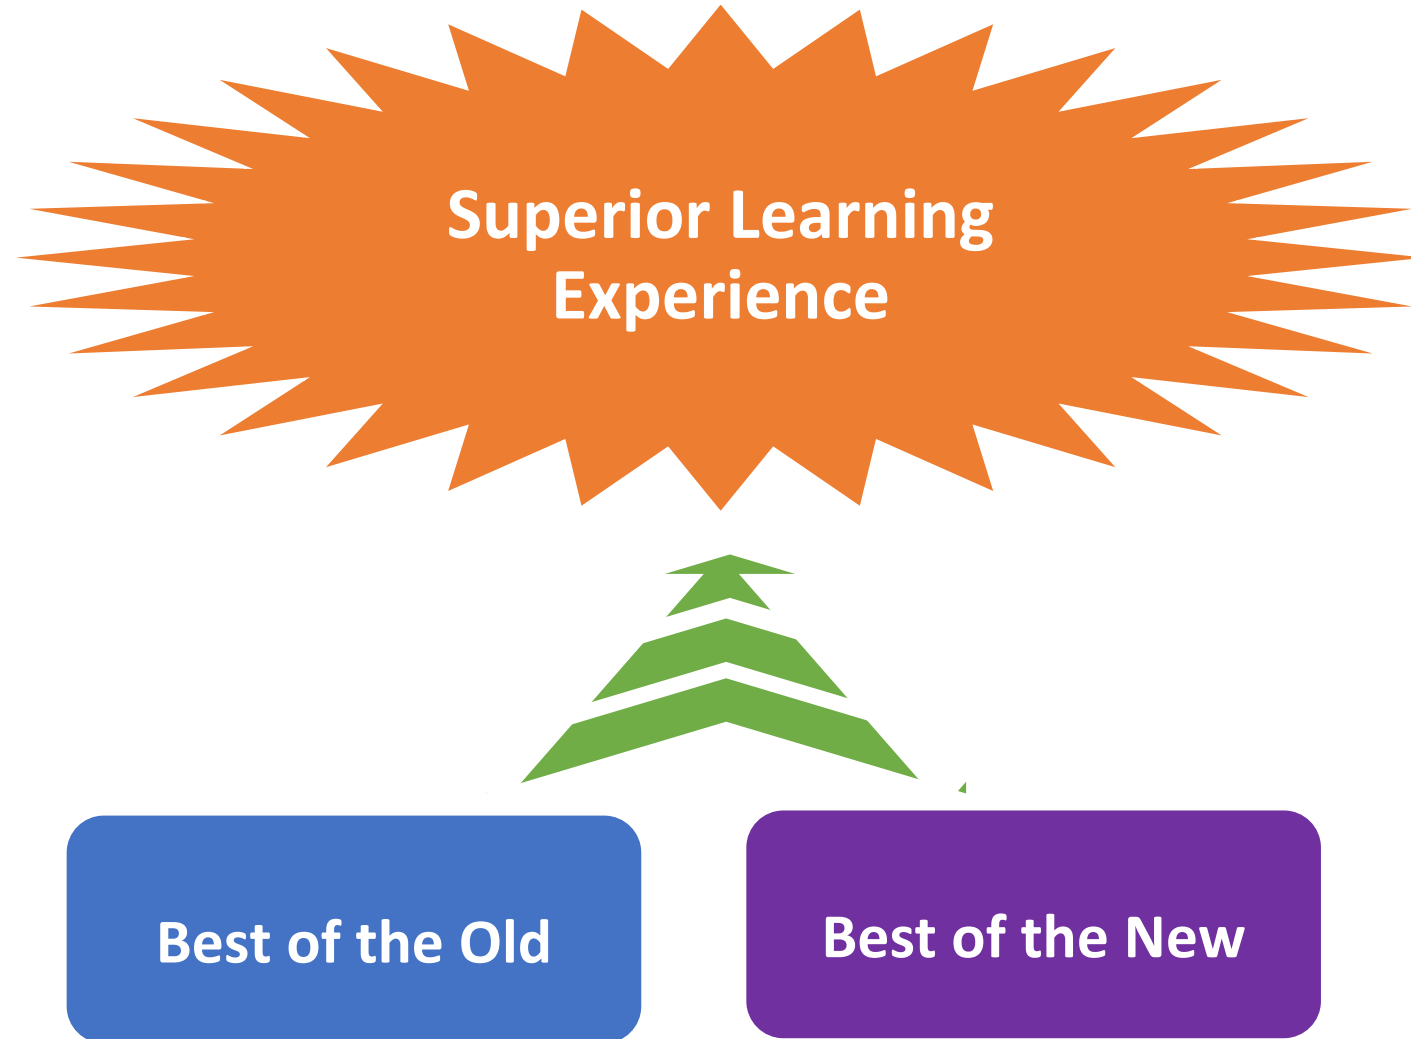 Superior Learning
Experience
Best of the Old
Best of the New